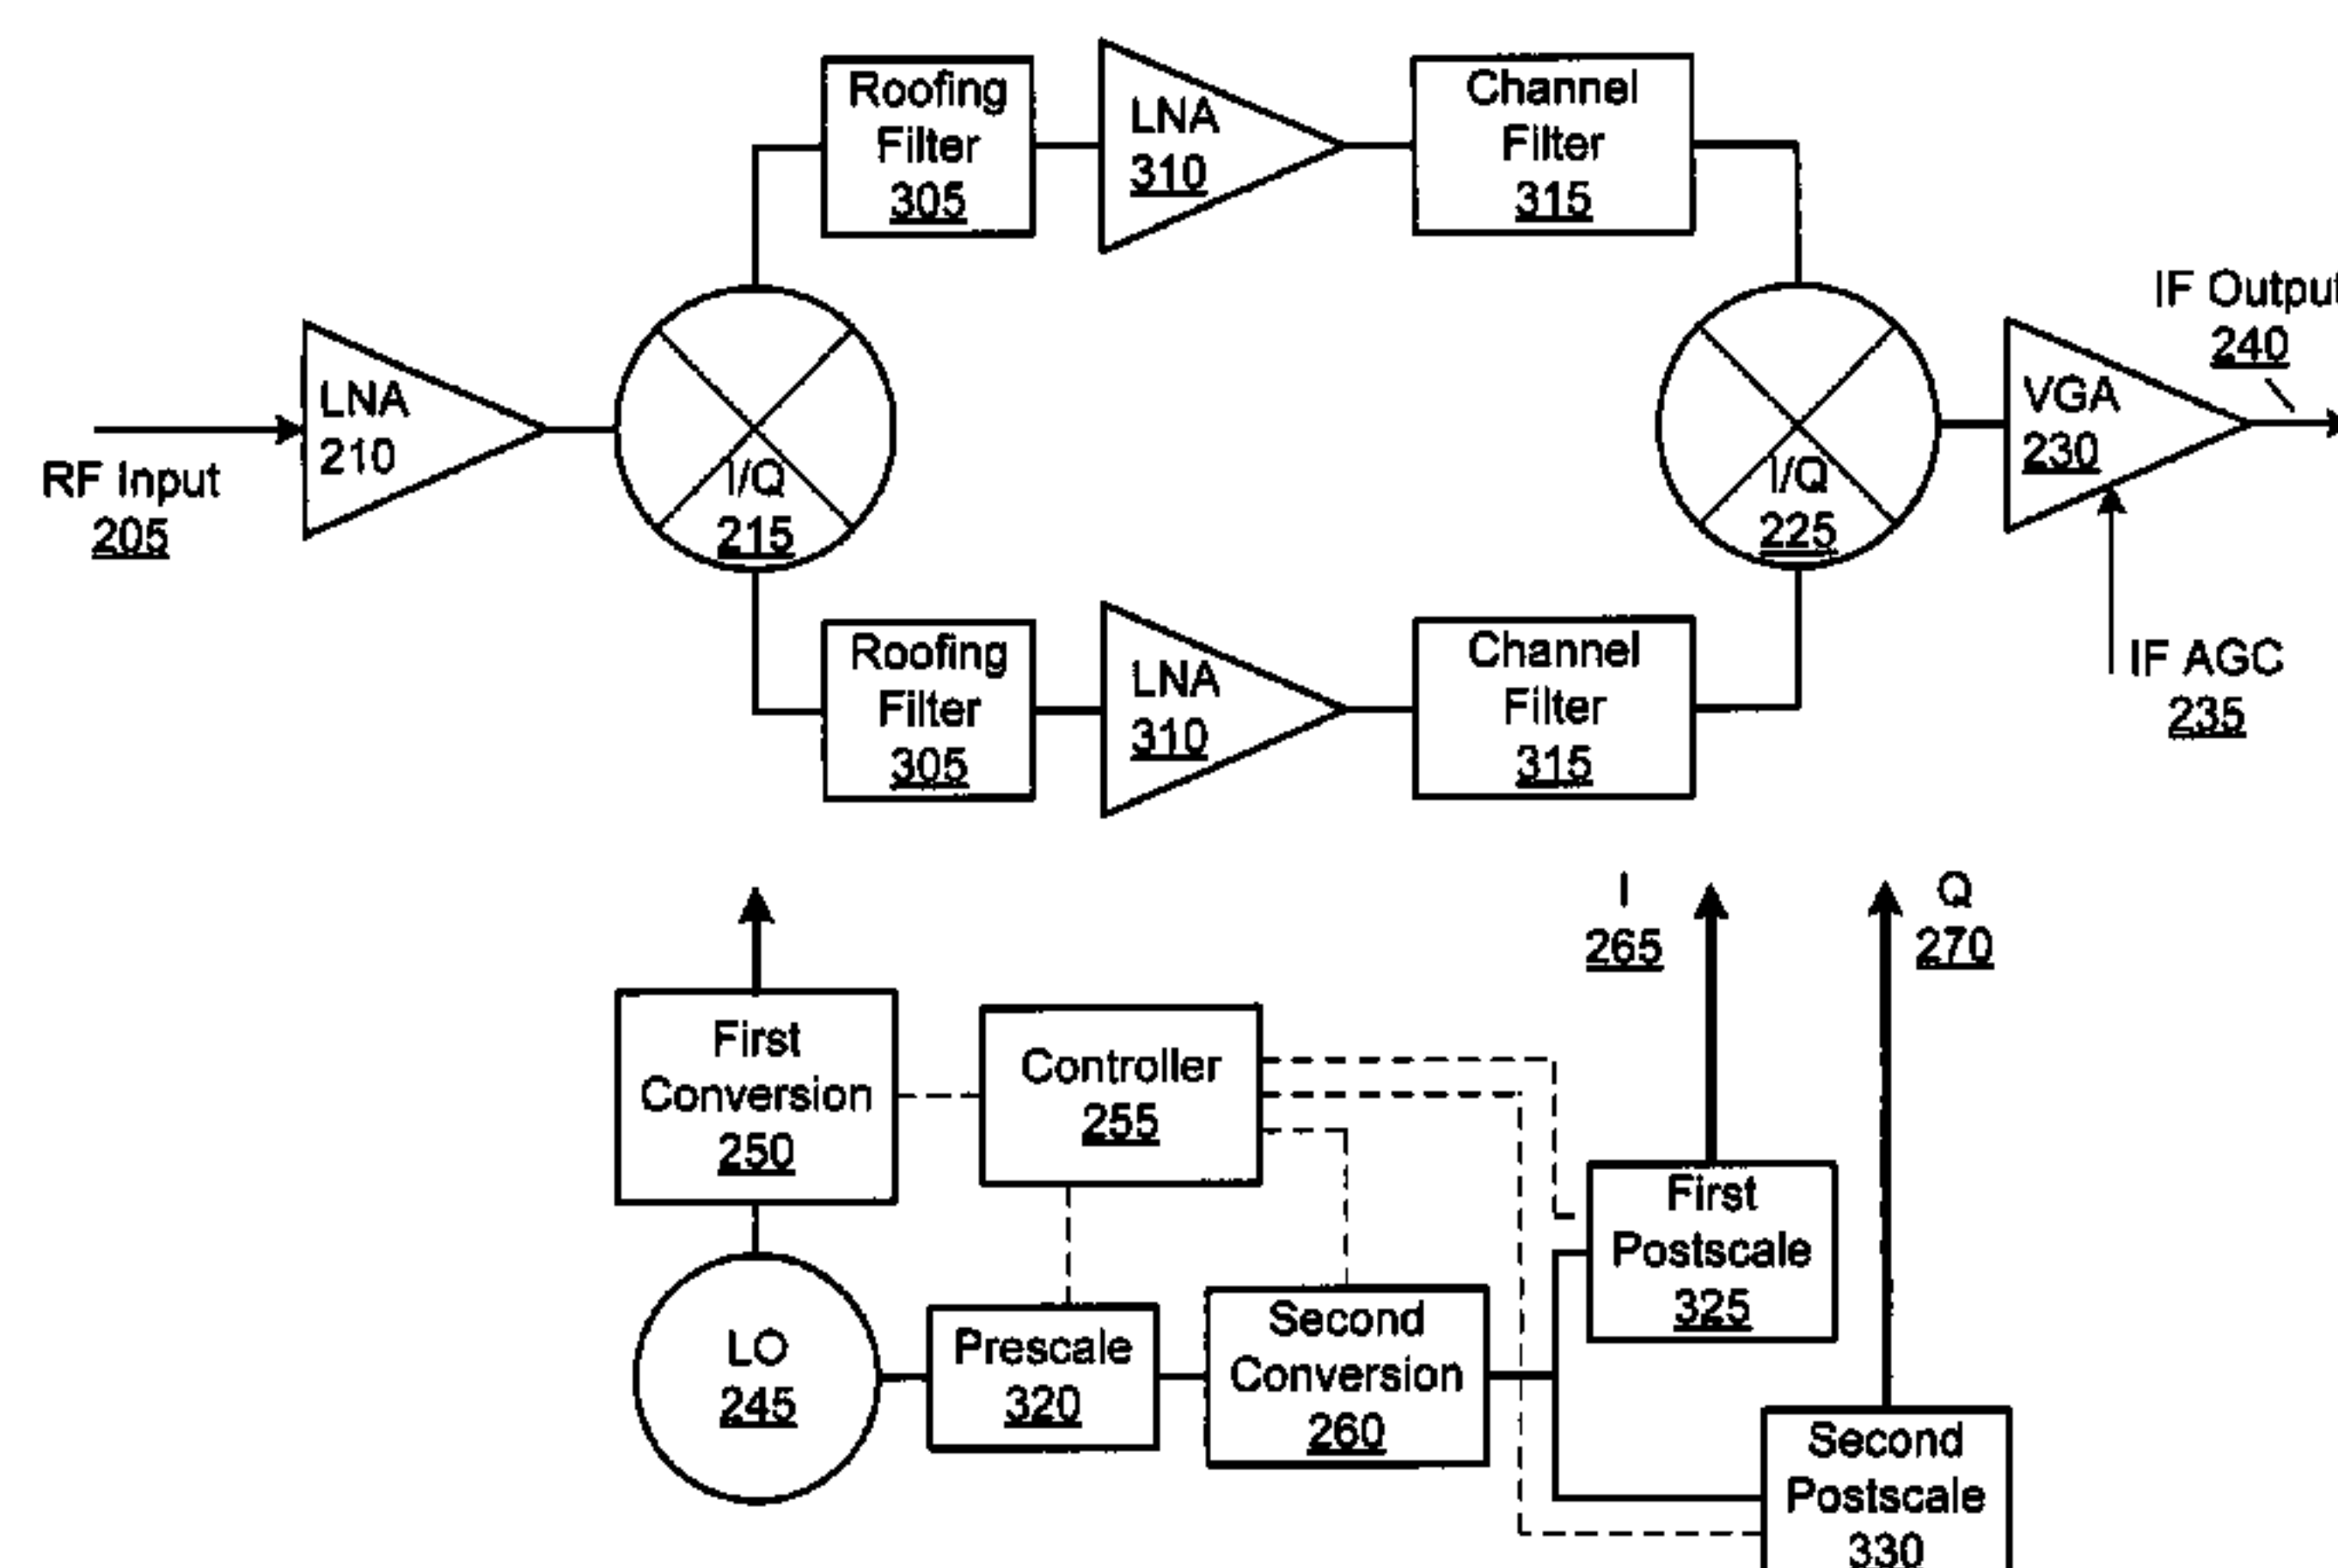 Roofing
Filter
305
LNA
310
Channel
Filter
315
IF Output
240
LNA
210
RF Input
205
I/Q
215
I/Q
225
VGA
230
IF AGC
235
Roofing
Filter
305
LNA
310
Channel
Filter
315
I
265
Q
270
First
Conversion
250
Controller
255
First
Postscale
325
LO
245
Prescale
320
Second
Conversion
260
Second
Postscale
330